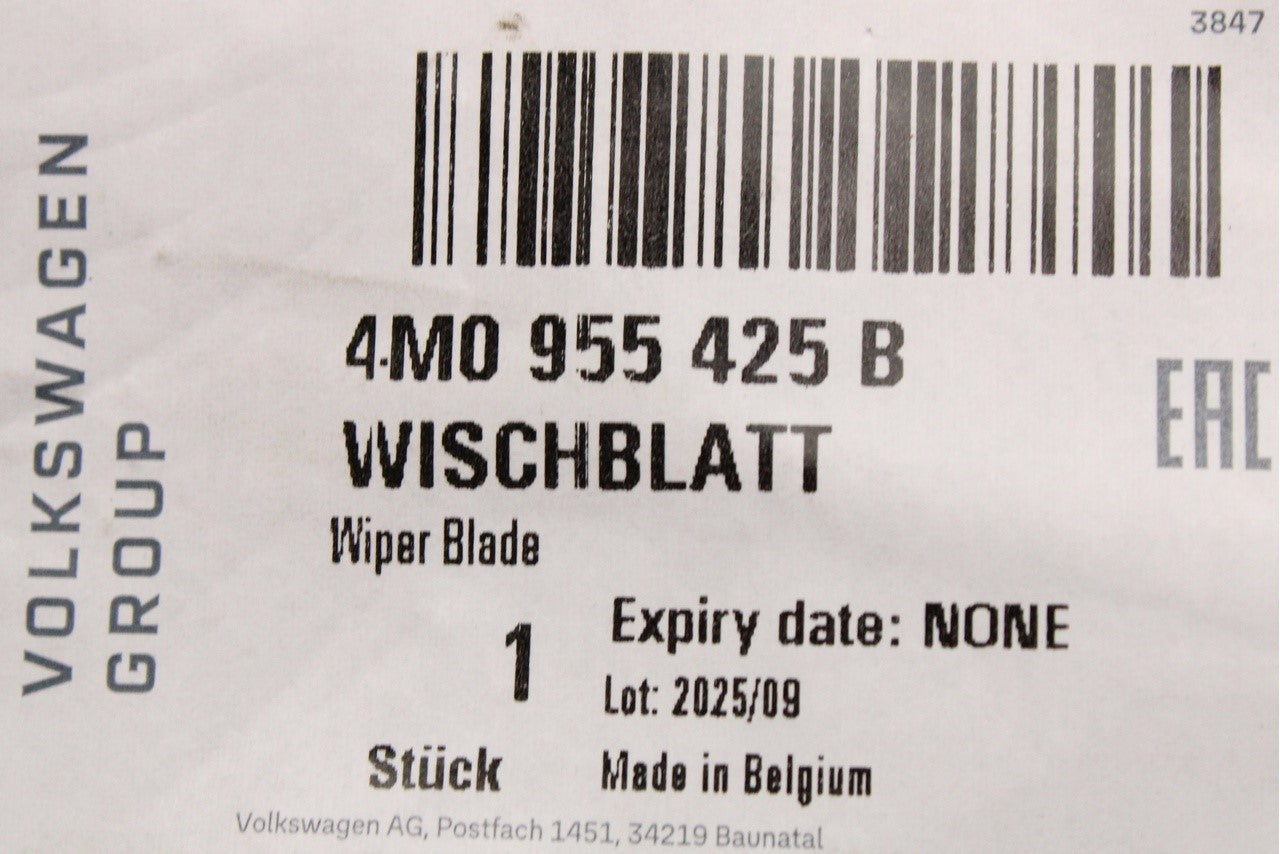 3847
VOLKSWAGEN
GROUP
4M0 955 425 B
EAC
WISCHBLATT
Wiper Blade
1
Expiry date: NONE
Lot: 2025/09
Stück
Made in Belgium
Volkswagen AG, Postfach 1451, 34219 Baunatal